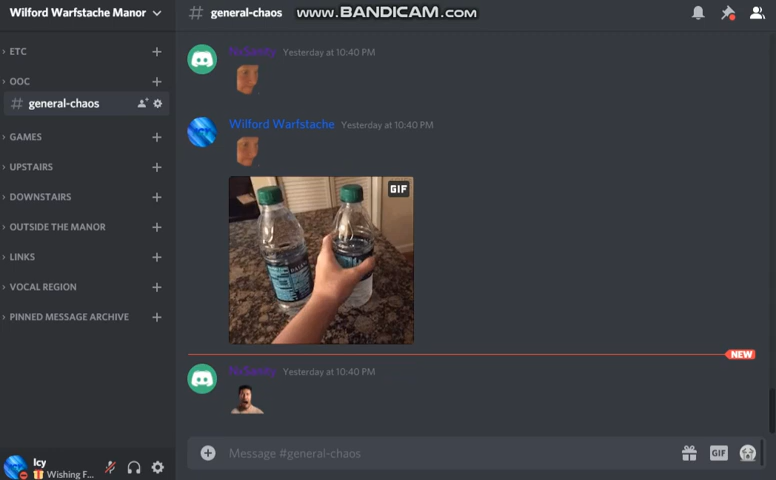 Wilford Warfstache Manor
general-chaos
www.BANDICAM.com
ETC
OOC
general-chaos
GAMES
UPSTAIRS
DOWNSTAIRS
OUTSIDE THE MANOR
LINKS
VOCAL REGION
PINNED MESSAGE ARCHIVE
Icy
Wishing F...
Yesterday at 10:40 PM
Wilford Warfstache Yesterday at 10:40 PM
GIF
NEW
Yesterday at 10:40 PM
Message #general-chaos
GIF